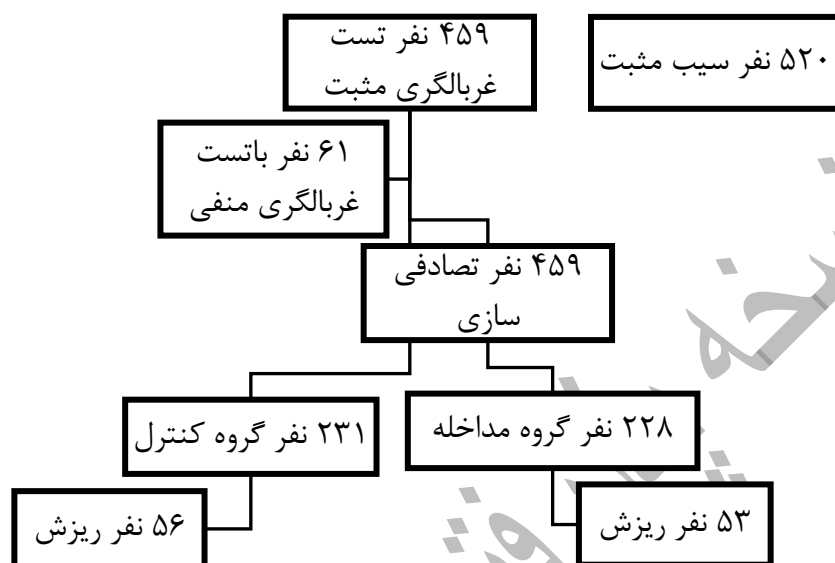 ۴۵۹ نفر تست
غربالگری مثبت
۵۲۰ نفر سیب مثبت
۶۱ نفر باتست
غربالگری منفی
۴۵۹ نفر تصادفی
سازی
۲۲۸ نفر گروه مداخله
۲۳۱ نفر گروه کنترل
۵۳ نفر ریزش
۵۶ نفر ریزش